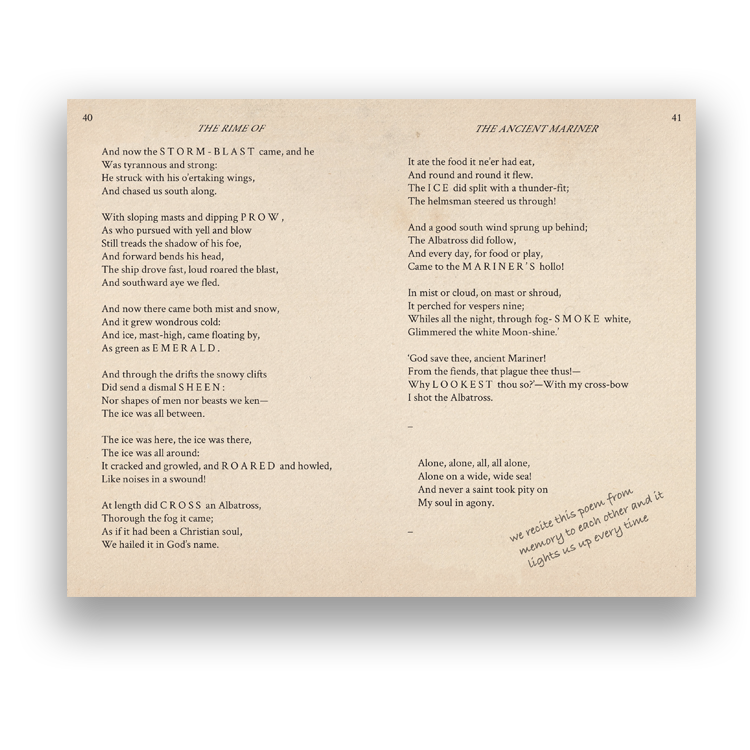 40
THE RIME OF
And now the STORM-BLAST came, and he
Was tyrannous and strong:
He struck with his o'ertaking wings,
And chased us south along.
With sloping masts and dipping PROW,
As who pursued with yell and blow
Still treads the shadow of his foe,
And forward bends his head,
The ship drove fast, loud roared the blast,
And southward aye we fled.
And now there came both mist and snow,
And it grew wondrous cold:
And ice, mast-high, came floating by,
As green as EMERALD.
And through the drifts the snowy clifts
Did send a dismal SHEEN:
Nor shapes of men nor beasts we ken—
The ice was all between.
The ice was here, the ice was there,
The ice was all around:
It cracked and growled, and ROARED and howled,
Like noises in a swound!
At length did CROSS an Albatross,
Thorough the fog it came;
As if it had been a Christian soul,
We hailed it in God's name.
41
THE ANCIENT MARINER
It ate the food it ne'er had eat,
And round and round it flew.
The ICE did split with a thunder-fit;
The helmsman steered us through!
And a good south wind sprung up behind;
The Albatross did follow,
And every day, for food or play,
Came to the MARINER'S hollo!
In mist or cloud, on mast or shroud,
It perched for vespers nine;
Whiles all the night, through fog-SMOKE white,
Glimmered the white Moon-shine.'
'God save thee, ancient Mariner!
From the fiends, that plague thee thus!—
Why LOOKEST thou so?'—With my cross-bow
I shot the Albatross.
–
Alone, alone, all, all alone,
Alone on a wide, wide sea!
And never a saint took pity on
My soul in agony.
–
we recite this poem from
memory to each other and it
lights us up every time